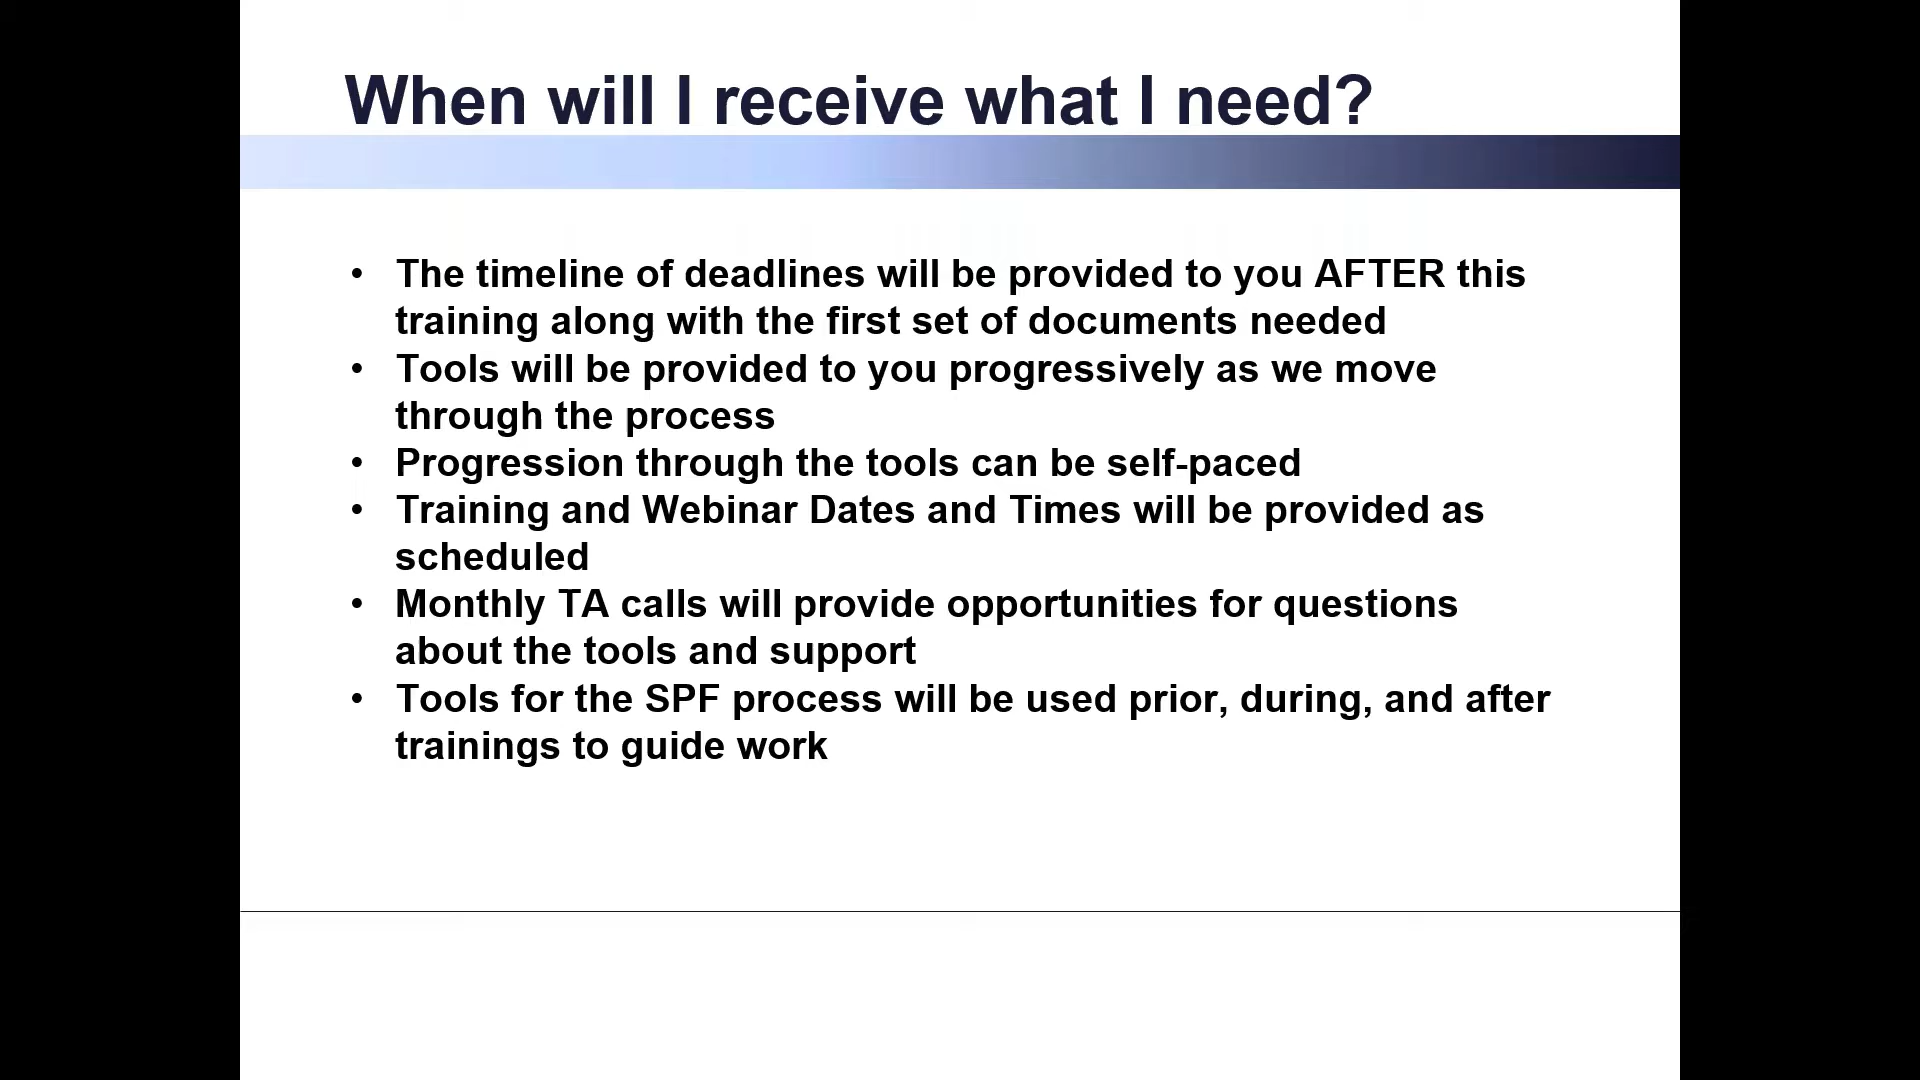 When will I receive what I need?
• The timeline of deadlines will be provided to you AFTER this
training along with the first set of documents needed
• Tools will be provided to you progressively as we move
through the process
• Progression through the tools can be self-paced
• Training and Webinar Dates and Times will be provided as
scheduled
• Monthly TA calls will provide opportunities for questions
about the tools and support
• Tools for the SPF process will be used prior, during, and after
trainings to guide work